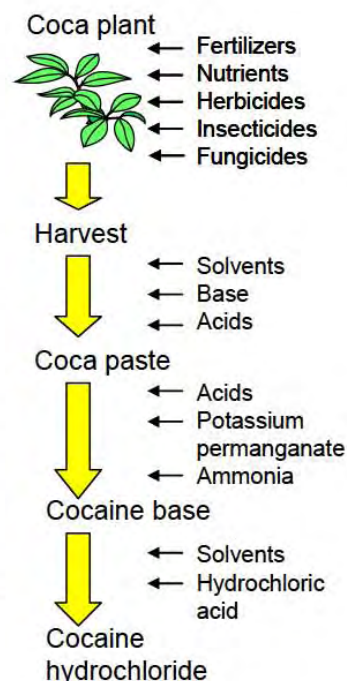 Coca plant
Fertilizers
Nutrients
Herbicides
Insecticides
Fungicides
Harvest
Solvents
Base
Acids
Coca paste
Acids
Potassium
permanganate
Ammonia
Cocaine base
Solvents
Hydrochloric
acid
Cocaine
hydrochloride